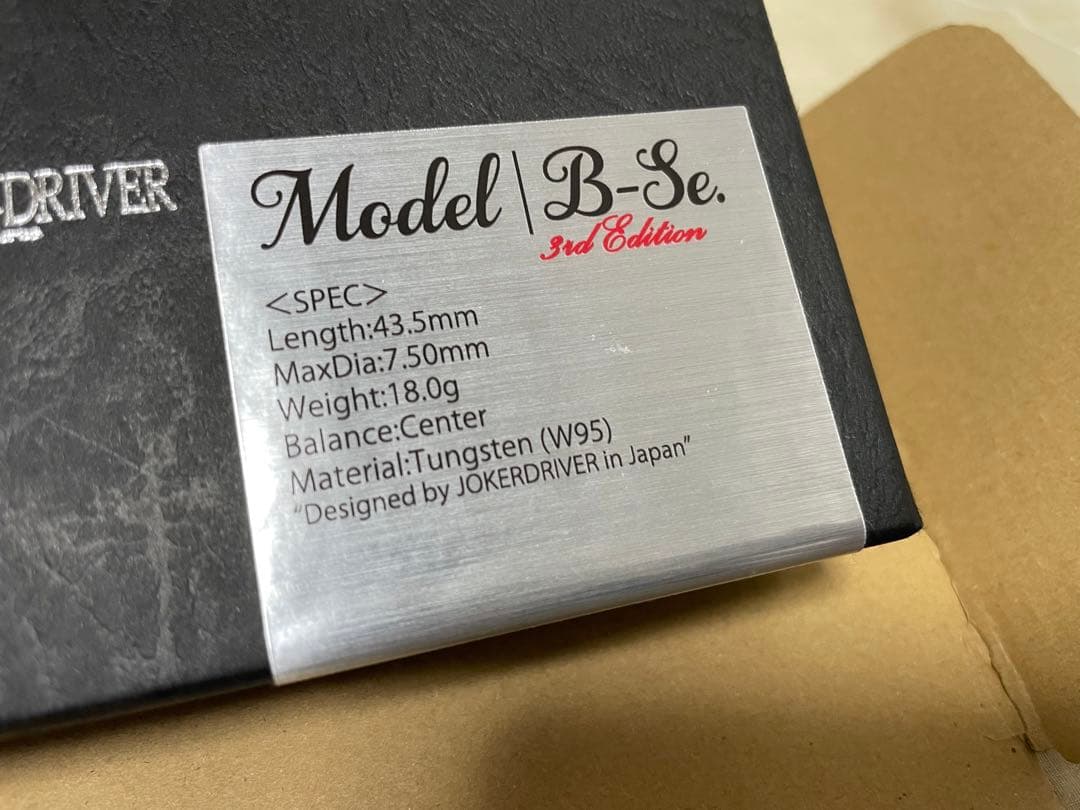 DRIVER
Model | B-Se.
3rd Edition
<SPEC>
Length:43.5mm
MaxDia:7.50mm
Weight:18.0g
Balance:Center
Material:Tungsten (W95)
"Designed by JOKERDRIVER in Japan"